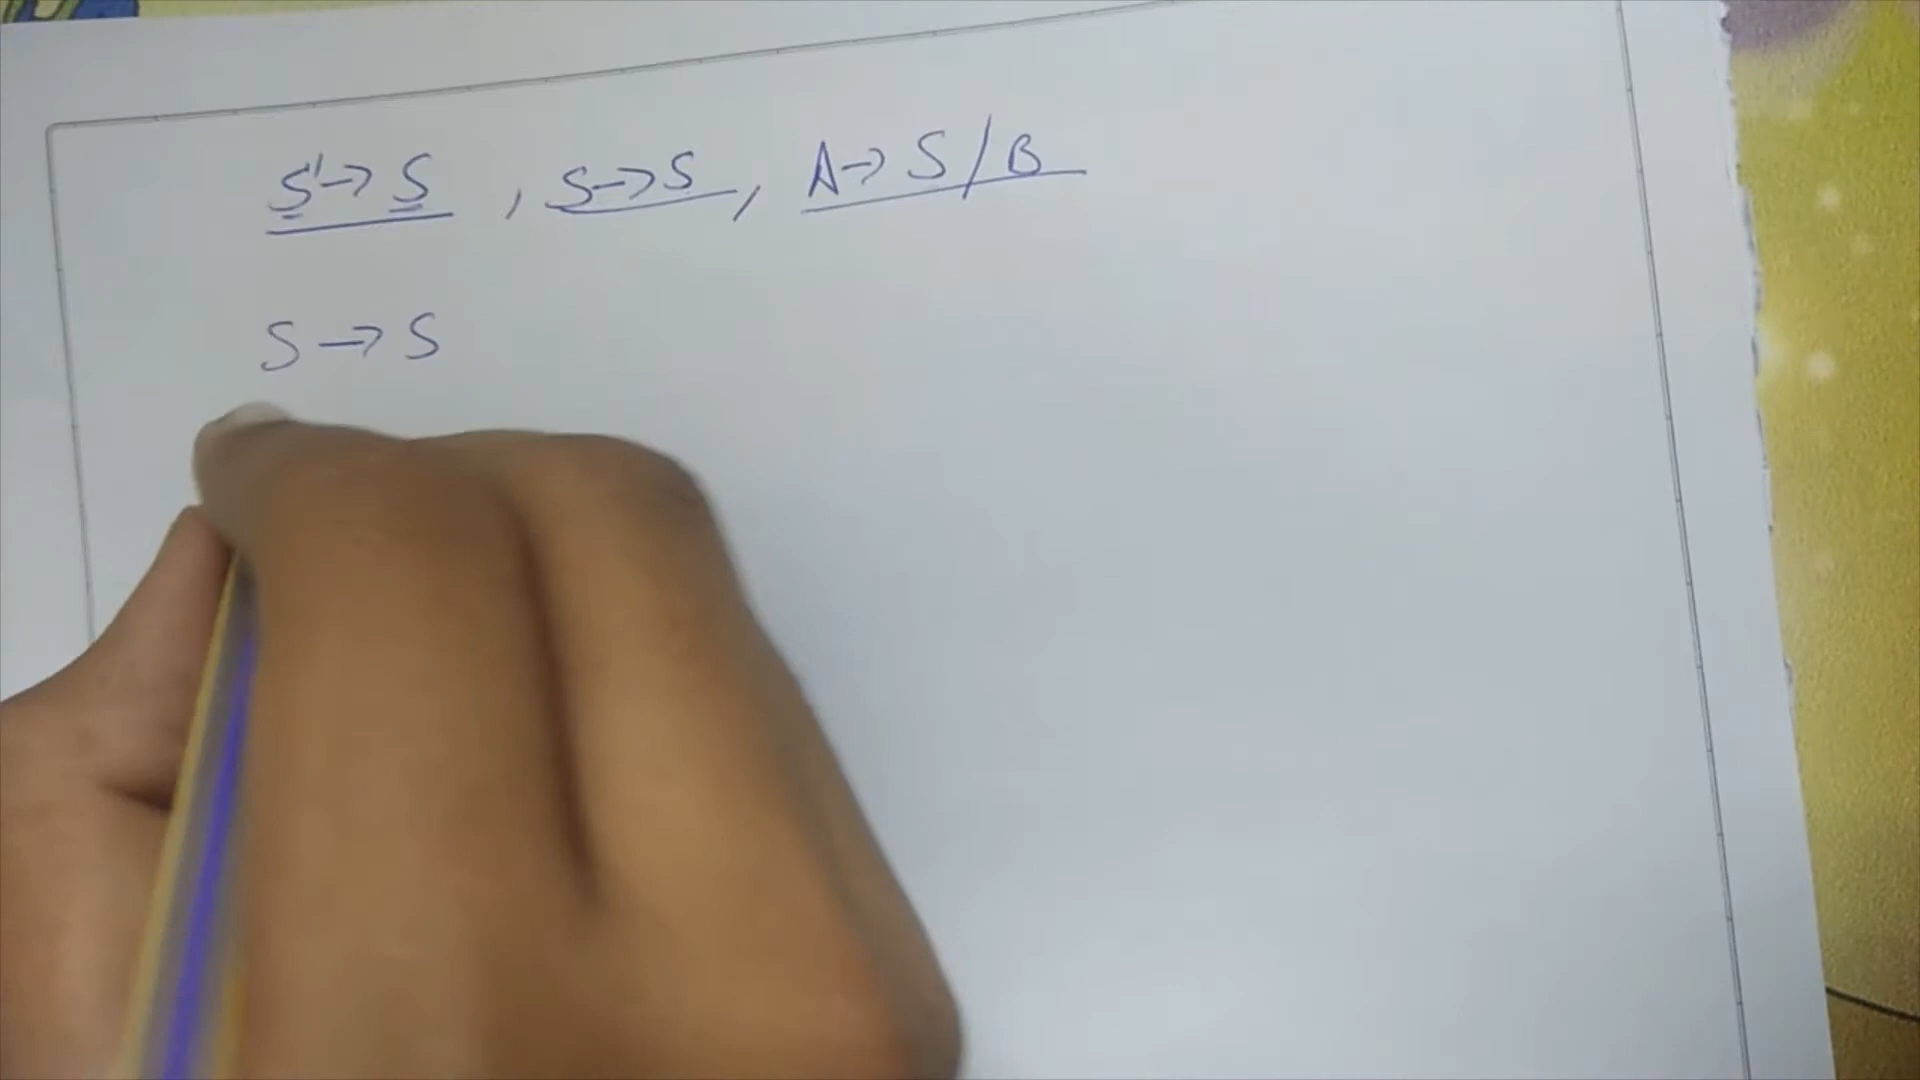 S' → S , S → S , A → S / B
S → S